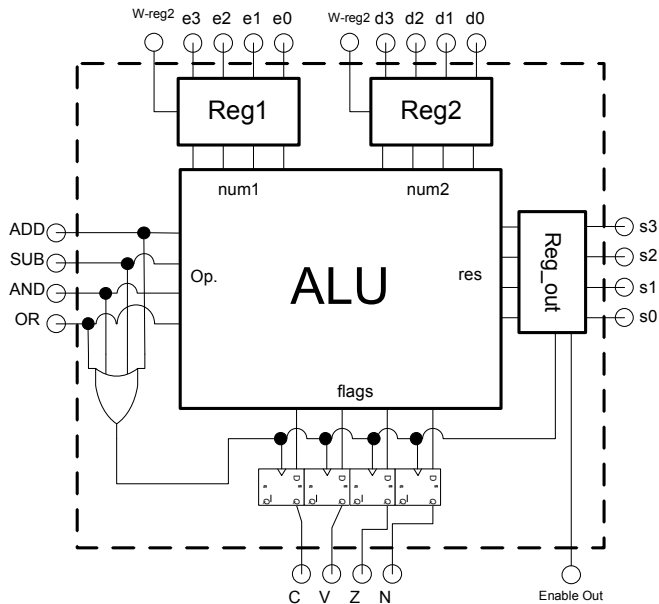 W-reg2 e3 e2 e1 e0 W-reg2 d3 d2 d1 d0
Reg1 Reg2
num1 num2
ADD
SUB
AND
OR
Op.
ALU
res
Reg_out
s3
s2
s1
s0
flags
D Q Q D Q Q D Q Q D Q Q
C V Z N
Enable Out